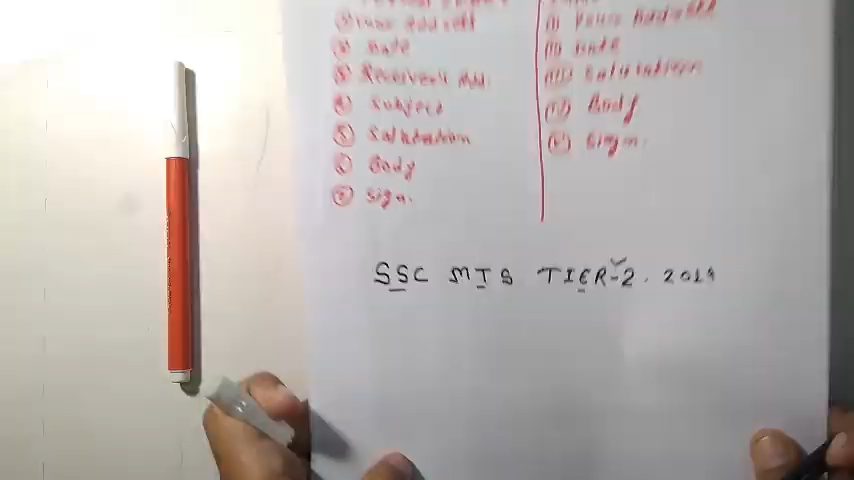 ① Your Address
② Date
③ Receiver's Add.
④ Subject
⑤ Salutation
⑥ Body
⑦ Sign.
(I) Your Address
(II) Date
(III) Salutation
(IV) Body
(V) Sign.
SSC MTS TIER-2. 2019